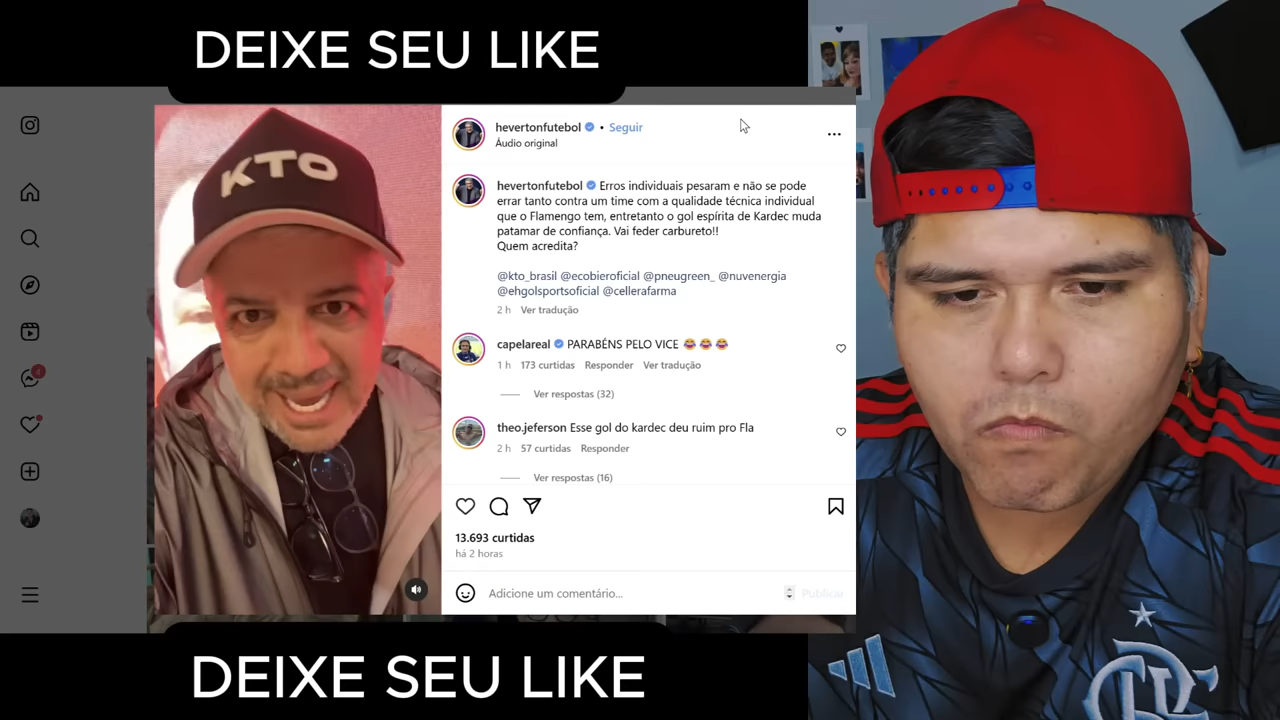 DEIXE SEU LIKE
KTO
hevertonfutebol • Seguir
Áudio original
hevertonfutebol Erros individuais pesaram e não se pode
errar tanto contra um time com a qualidade técnica individual
que o Flamengo tem, entretanto o gol espírita de Kardec muda
patamar de confiança. Vai feder carbureto!!
Quem acredita?
@kto_brasil @ecobieroficial @pneugreen_ @nuvenergia
@ehgolsportsoficial @cellerafarma
2 h Ver tradução
capelareal PARABÉNS PELO VICE 😂😂😂
1 h 173 curtidas Responder Ver tradução
Ver respostas (32)
theo.jeferson Esse gol do kardec deu ruim pro Fla
2 h 57 curtidas Responder
Ver respostas (16)
13.693 curtidas
há 2 horas
Adicione um comentário... Publicar
4
DEIXE SEU LIKE